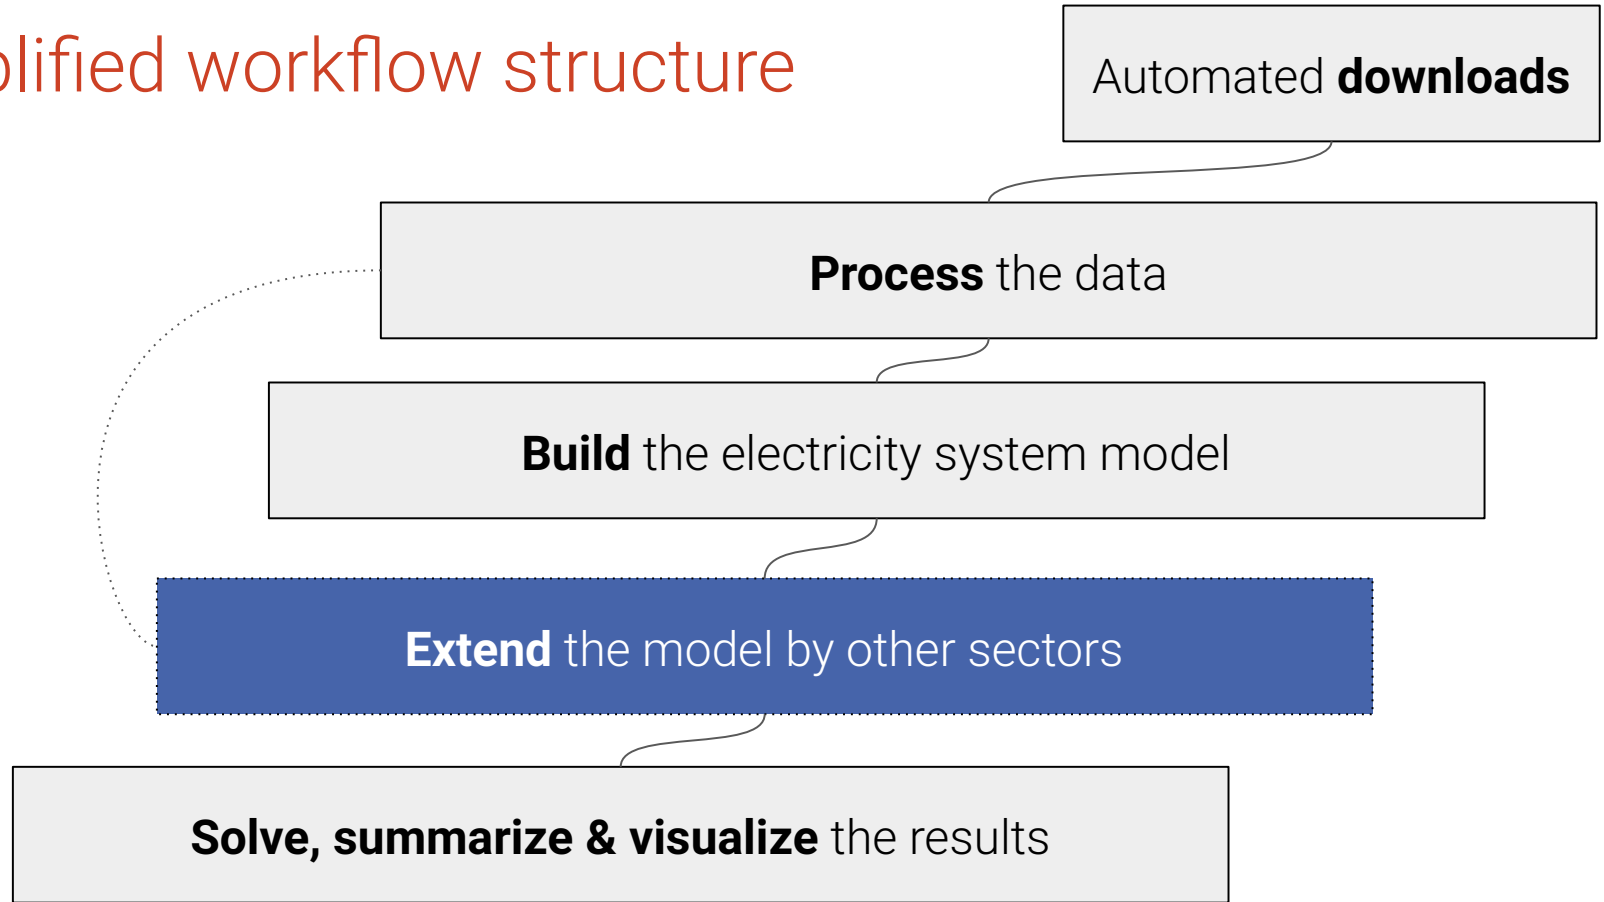 plified workflow structure
Automated downloads
Process the data
Build the electricity system model
Extend the model by other sectors
Solve, summarize & visualize the results